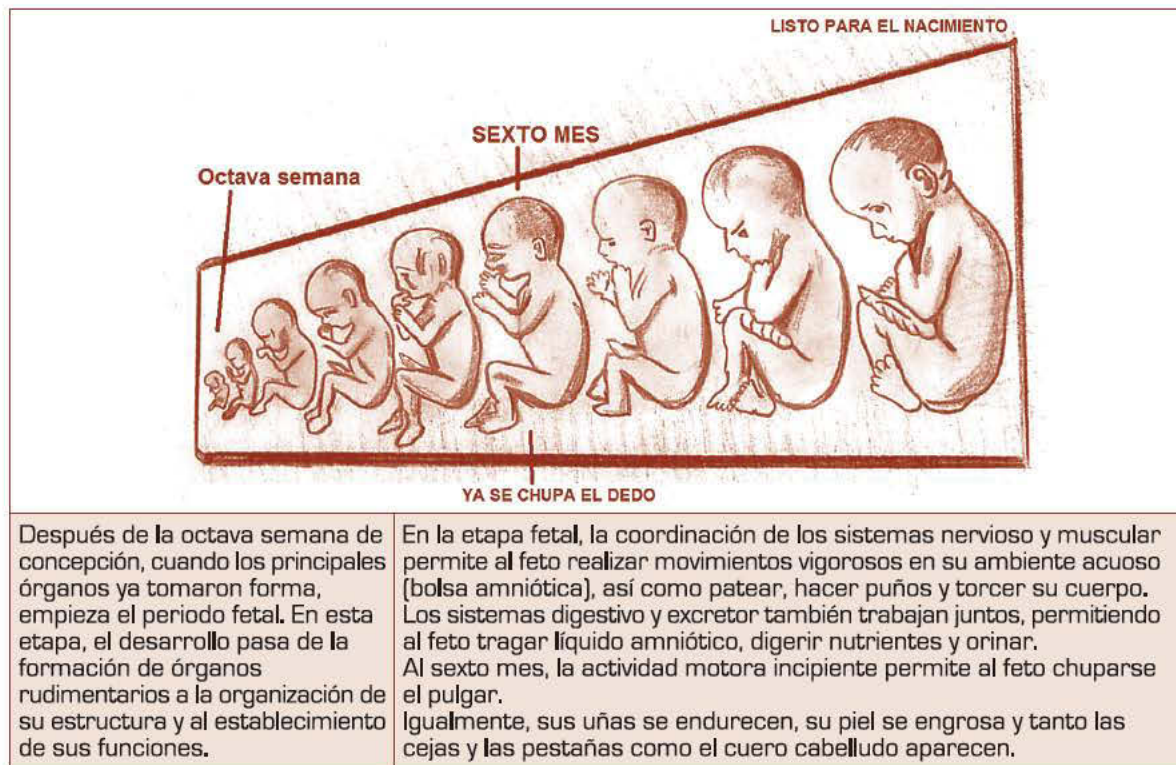 LISTO PARA EL NACIMIENTO
SEXTO MES
Octava semana
YA SE CHUPA EL DEDO
Después de la octava semana de
concepción, cuando los principales
órganos ya tomaron forma,
empieza el periodo fetal. En esta
etapa, el desarrollo pasa de la
formación de órganos
rudimentarios a la organización de
su estructura y al establecimiento
de sus funciones.
En la etapa fetal, la coordinación de los sistemas nervioso y muscular
permite al feto realizar movimientos vigorosos en su ambiente acuoso
(bolsa amniótica), así como patear, hacer puños y torcer su cuerpo.
Los sistemas digestivo y excretor también trabajan juntos, permitiendo
al feto tragar líquido amniótico, digerir nutrientes y orinar.
Al sexto mes, la actividad motora incipiente permite al feto chuparse
el pulgar.
Igualmente, sus uñas se endurecen, su piel se engrosa y tanto las
cejas y las pestañas como el cuero cabelludo aparecen.